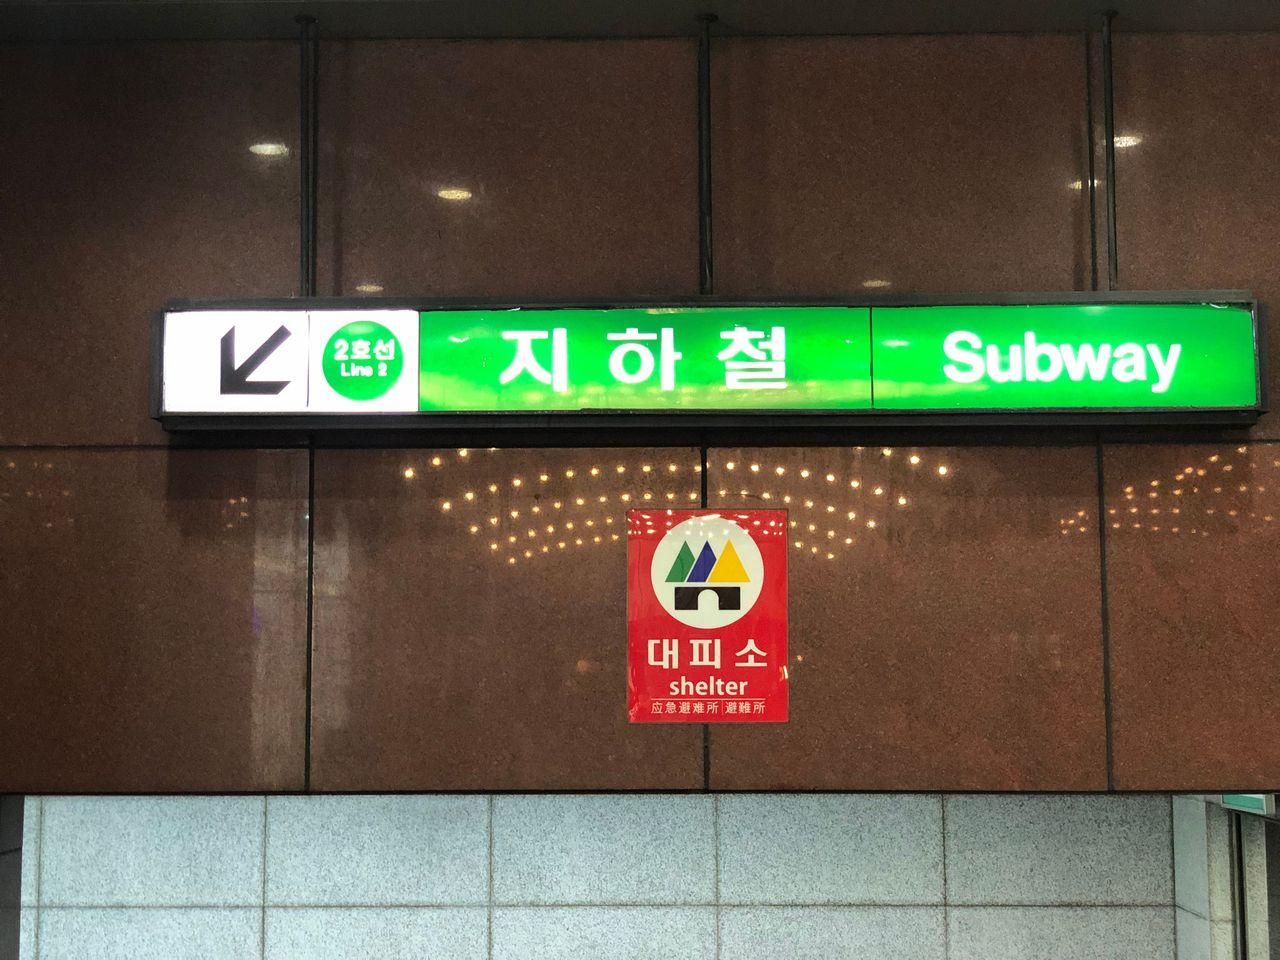 2호선
Line 2
지하철 Subway
대피소
shelter
应急避难所 | 避難所